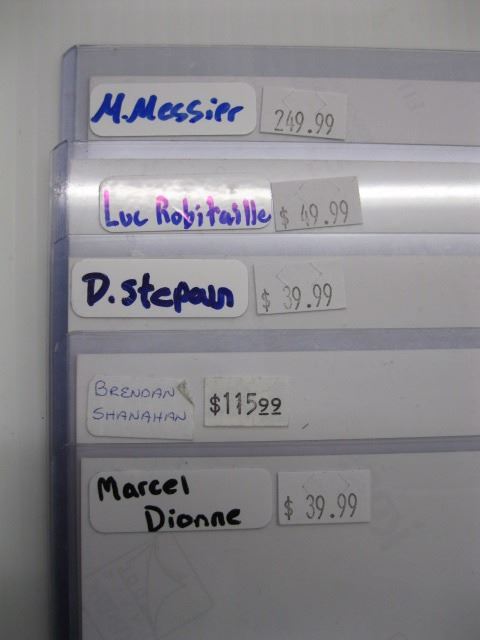 M. Messier 249.99
Luc Robitaille $ 49.99
D. Stepan $ 39.99
BRENDAN
SHANAHAN $115.99
Marcel
Dionne $ 39.99